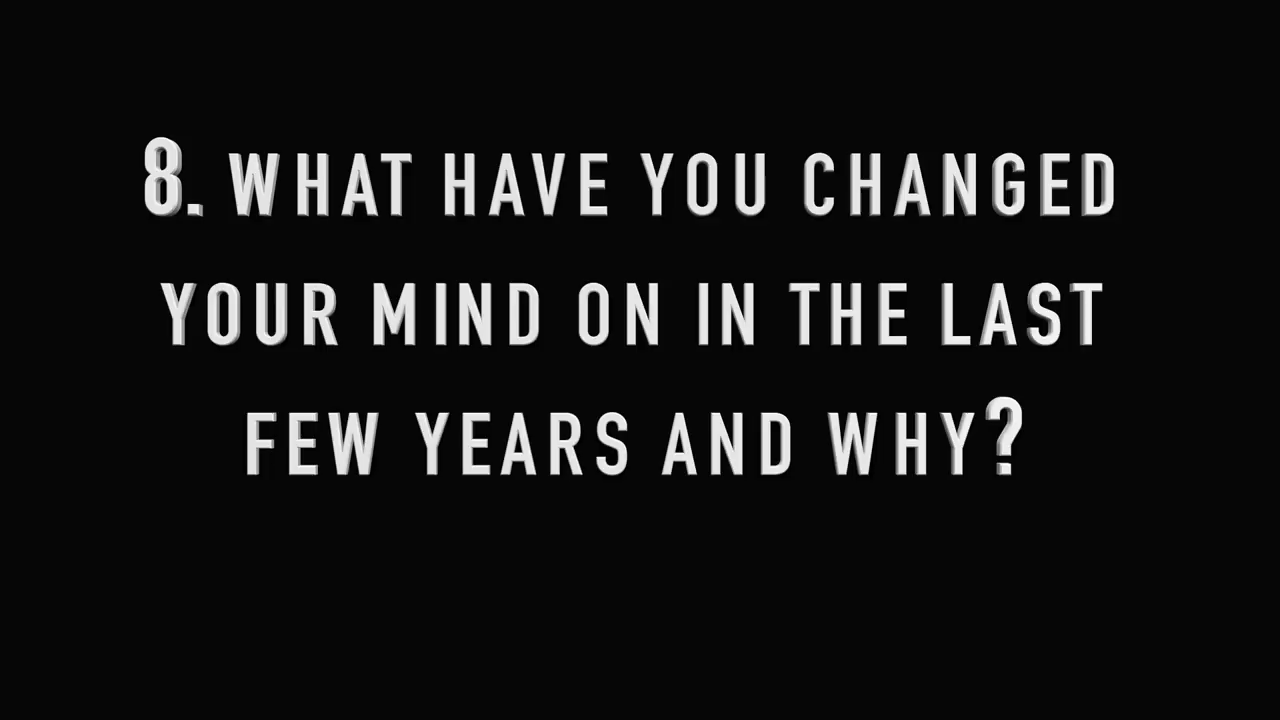 8. WHAT HAVE YOU CHANGED
YOUR MIND ON IN THE LAST
FEW YEARS AND WHY?